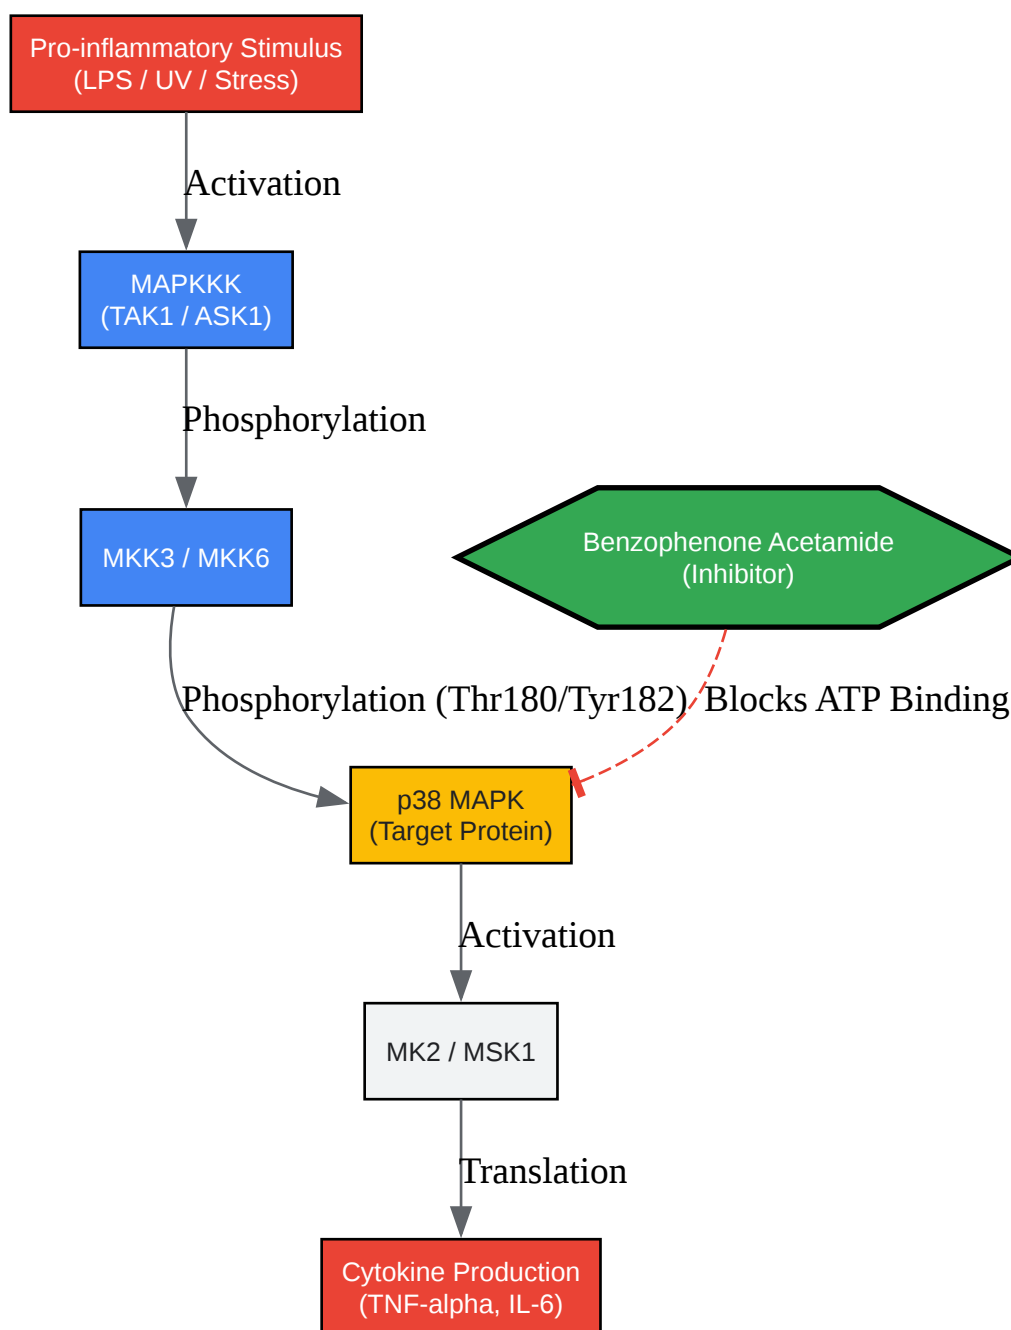 Pro-inflammatory Stimulus
(LPS / UV / Stress)
Activation
MAPKKK
(TAK1 / ASK1)
Phosphorylation
MKK3 / MKK6
Benzophenone Acetamide
(Inhibitor)
Phosphorylation (Thr180/Tyr182)
Blocks ATP Binding
p38 MAPK
(Target Protein)
Activation
MK2 / MSK1
Translation
Cytokine Production
(TNF-alpha, IL-6)